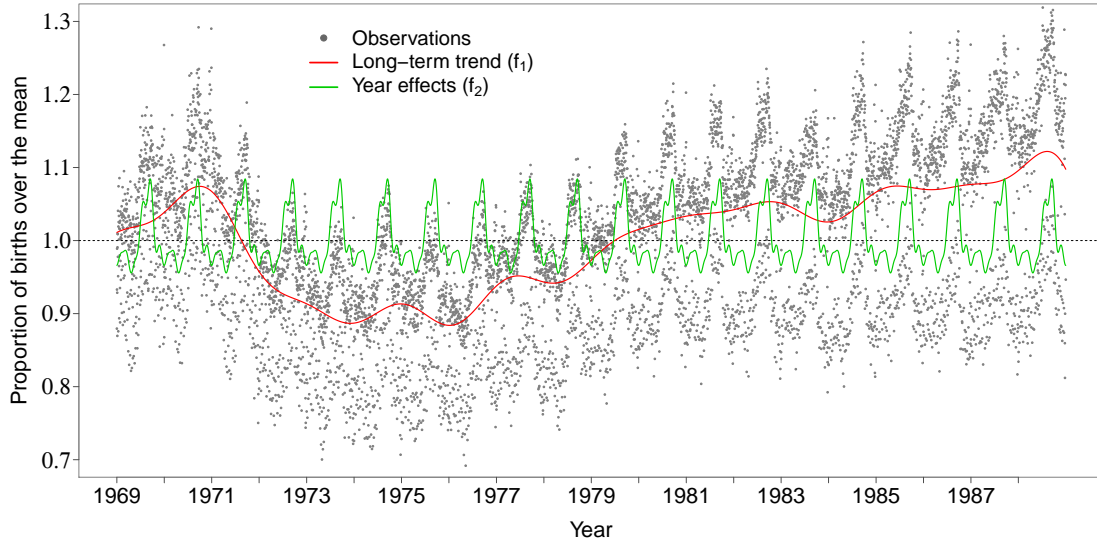 Proportion of births over the mean
1.3
1.2
1.1
1.0
0.9
0.8
0.7
Observations
Long−term trend (f₁)
Year effects (f₂)
1969 1971 1973 1975 1977 1979 1981 1983 1985 1987
Year